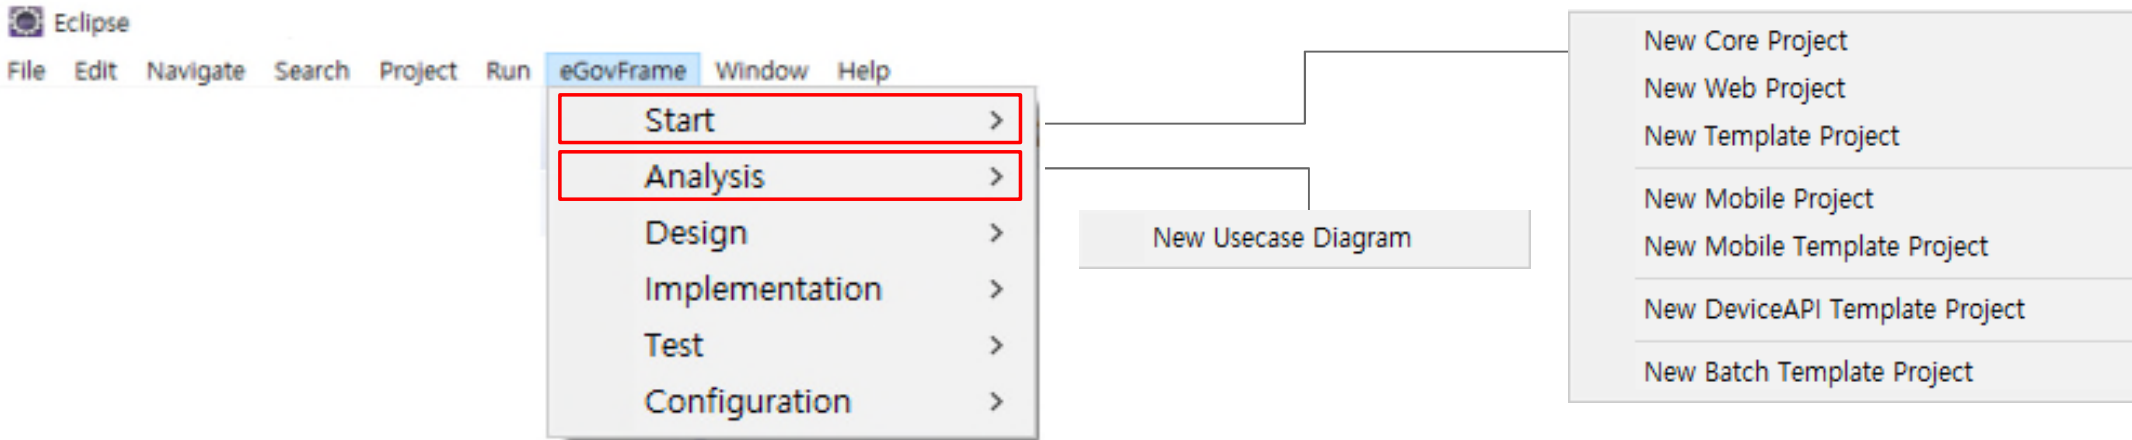 Eclipse
File Edit Navigate Search Project Run eGovFrame Window Help
Start
Analysis
Design
Implementation
Test
Configuration
New Usecase Diagram
New Core Project
New Web Project
New Template Project
New Mobile Project
New Mobile Template Project
New DeviceAPI Template Project
New Batch Template Project